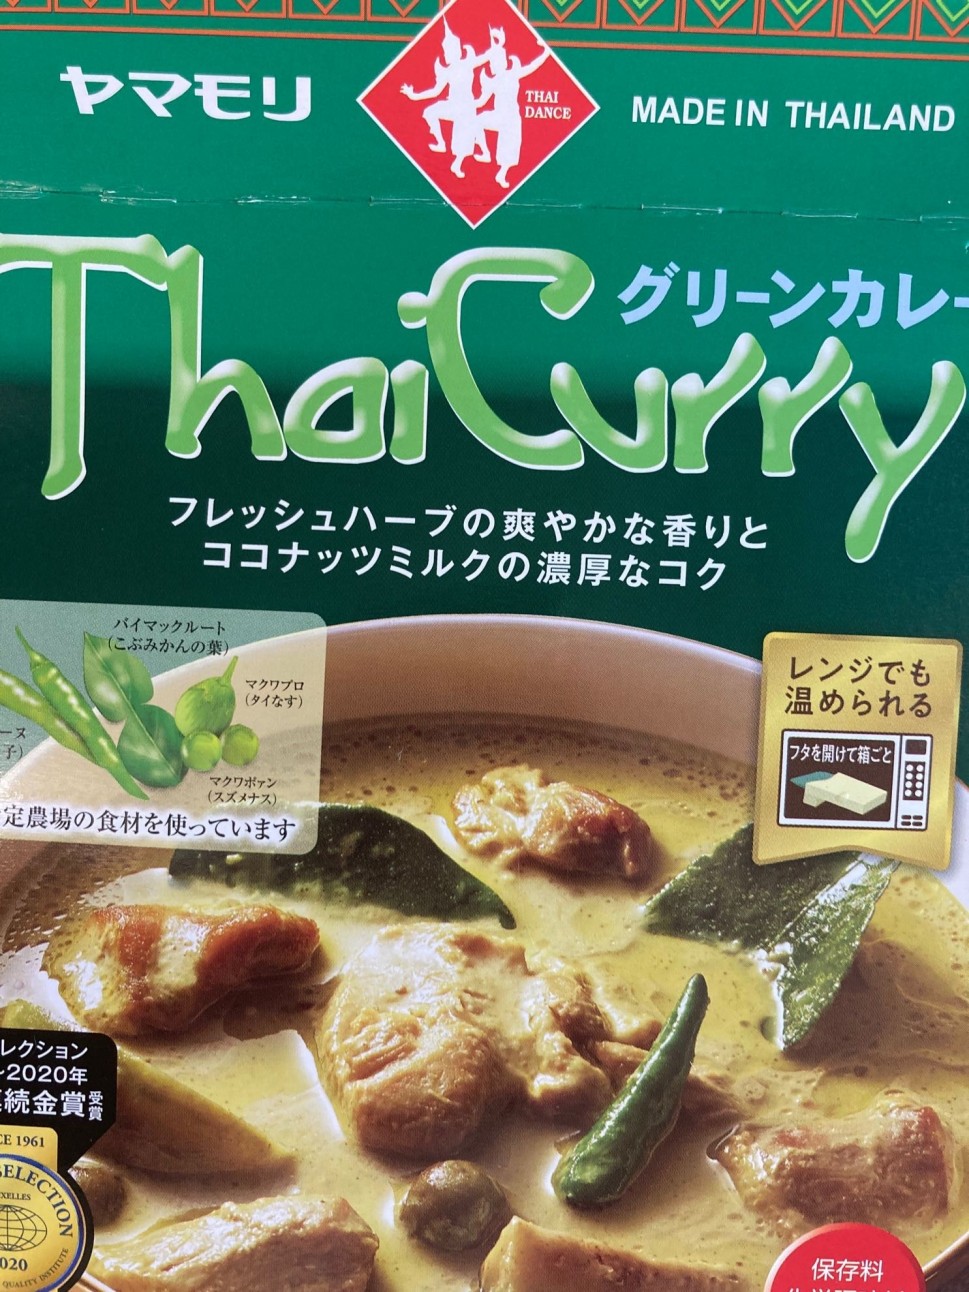 ヤマモリ
THAI
DANCE
MADE IN THAILAND
Thai Curry
グリーンカレー
フレッシュハーブの爽やかな香りと
ココナッツミルクの濃厚なコク
バイマックルート
(こぶみかんの葉)
マクワプロ
(タイなす)
マクワポァン
(スズメナス)
定農場の食材を使っています
レンジでも
温められる
フタを開けて箱ごと
レクション
~2020年
続金賞受賞
CE 1961
SELECTION
XELLES
020
QUALITY INSTITUTE
保存料